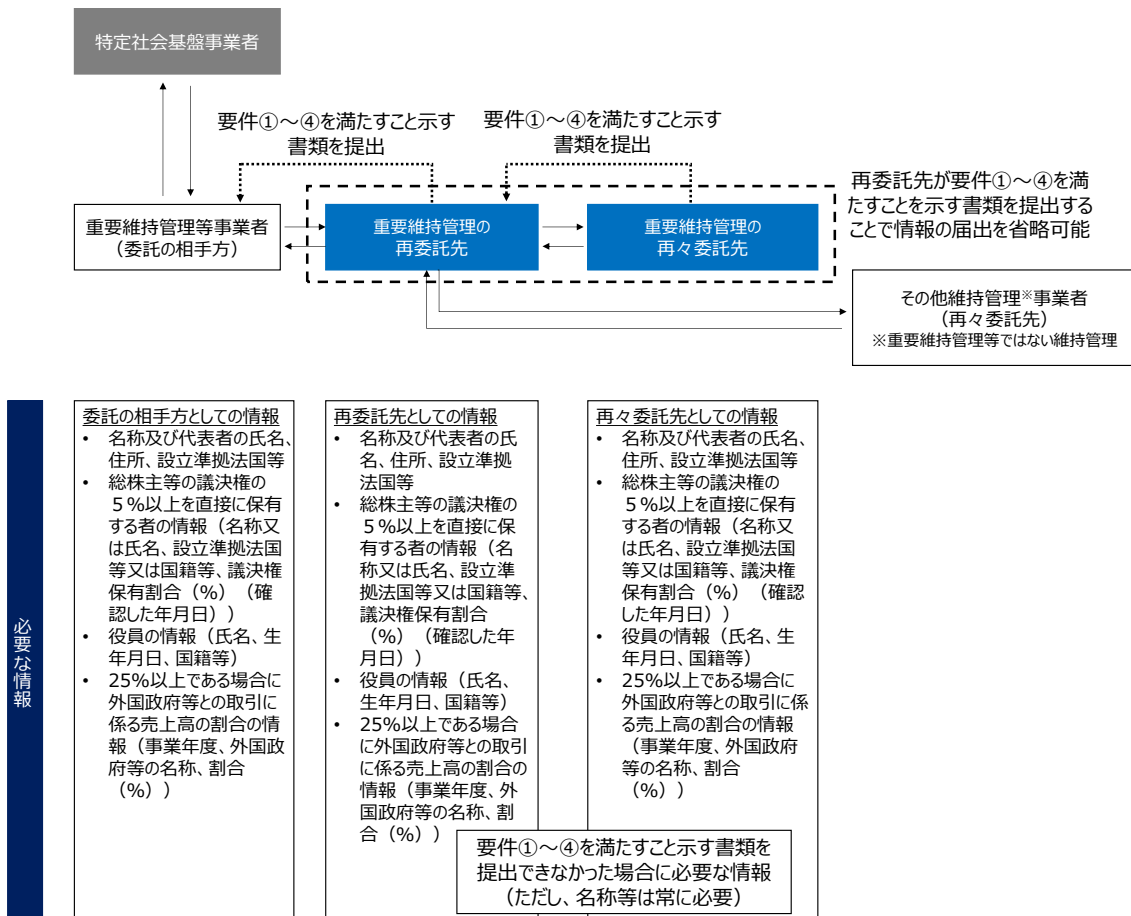 特定社会基盤事業者
要件①～④を満たすこと示す
書類を提出
要件①～④を満たすこと示す
書類を提出
再委託先が要件①～④を満
たすことを示す書類を提出する
ことで情報の届出を省略可能
重要維持管理等事業者
（委託の相手方）
重要維持管理の
再委託先
重要維持管理の
再々委託先
その他維持管理※事業者
（再々委託先）
※重要維持管理等ではない維持管理
必要な情報
委託の相手方としての情報
• 名称及び代表者の氏名、
住所、設立準拠法国等
• 総株主等の議決権の
５％以上を直接に保有
する者の情報（名称又
は氏名、設立準拠法国
等又は国籍等、議決権
保有割合（%）（確
認した年月日））
• 役員の情報（氏名、生
年月日、国籍等）
• 25%以上である場合に
外国政府等との取引に
係る売上高の割合の情
報（事業年度、外国政
府等の名称、割合
（%））
再委託先としての情報
• 名称及び代表者の氏
名、住所、設立準拠
法国等
• 総株主等の議決権の
５％以上を直接に保
有する者の情報（名
称又は氏名、設立準
拠法国等又は国籍等、
議決権保有割合
（%）（確認した年
月日））
• 役員の情報（氏名、
生年月日、国籍等）
• 25%以上である場合
に外国政府等との取引
に係る売上高の割合の
情報（事業年度、外
国政府等の名称、割
合（%））
再々委託先としての情報
• 名称及び代表者の氏名、
住所、設立準拠法国等
• 総株主等の議決権の
５％以上を直接に保有
する者の情報（名称又
は氏名、設立準拠法国
等又は国籍等、議決権
保有割合（%）（確認
した年月日））
• 役員の情報（氏名、生
年月日、国籍等）
• 25%以上である場合に
外国政府等との取引に係
る売上高の割合の情報
（事業年度、外国政府
等の名称、割合
（%））
要件①～④を満たすこと示す書類を
提出できなかった場合に必要な情報
（ただし、名称等は常に必要）